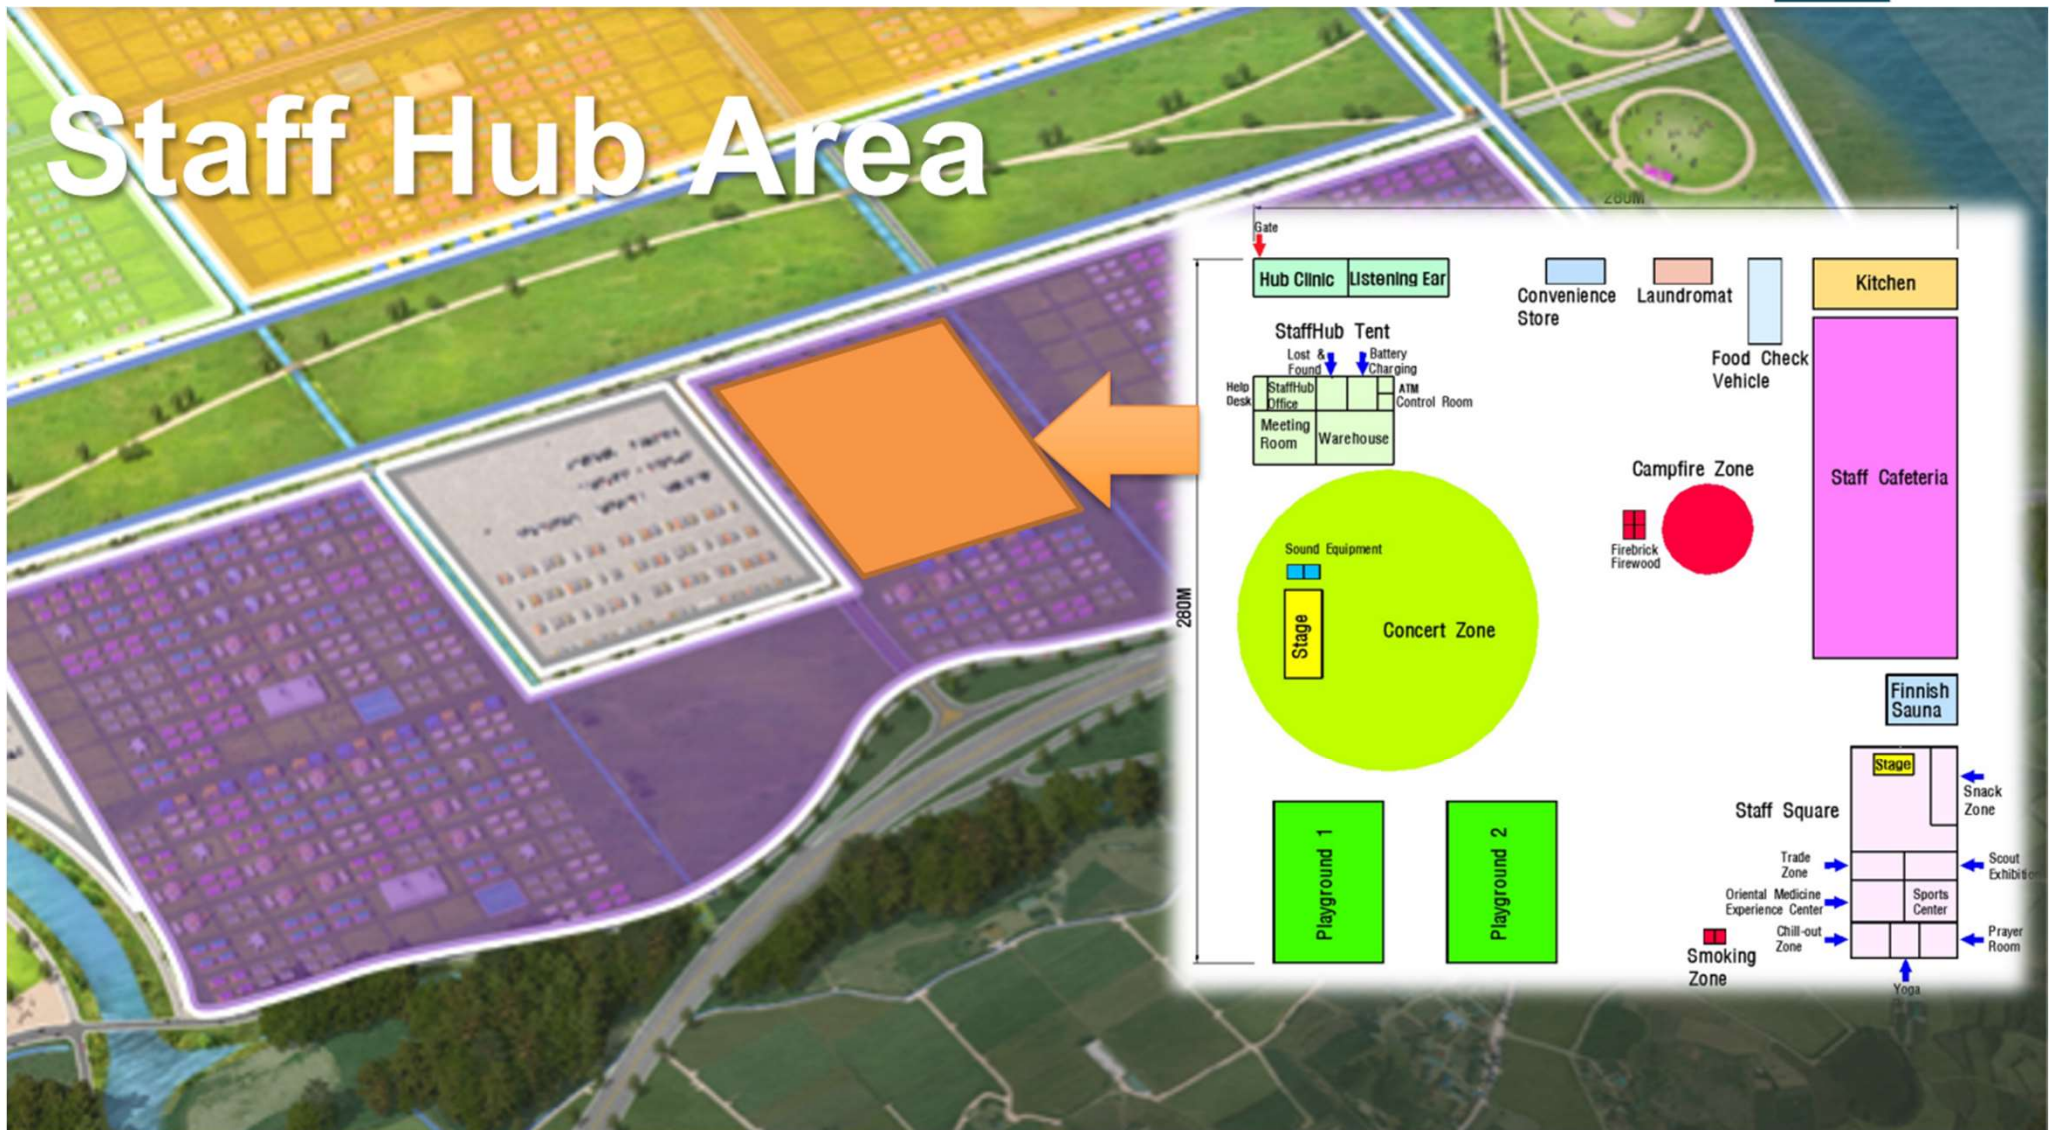 Staff Hub Area
280M
Gate
Hub Clinic
Listening Ear
Convenience
Store
Laundromat
Food Check
Vehicle
Kitchen
StaffHub Tent
Lost &
Found
Battery
Charging
Help
Desk
StaffHub
Office
ATM
Control Room
Meeting
Room
Warehouse
Staff Cafeteria
Campfire Zone
Firebrick
Firewood
Sound Equipment
Stage
Concert Zone
280M
Finnish
Sauna
Stage
Snack
Zone
Staff Square
Playground 1
Playground 2
Trade
Zone
Scout
Exhibition
Oriental Medicine
Experience Center
Sports
Center
Chill-out
Zone
Prayer
Room
Smoking
Zone
Yoga